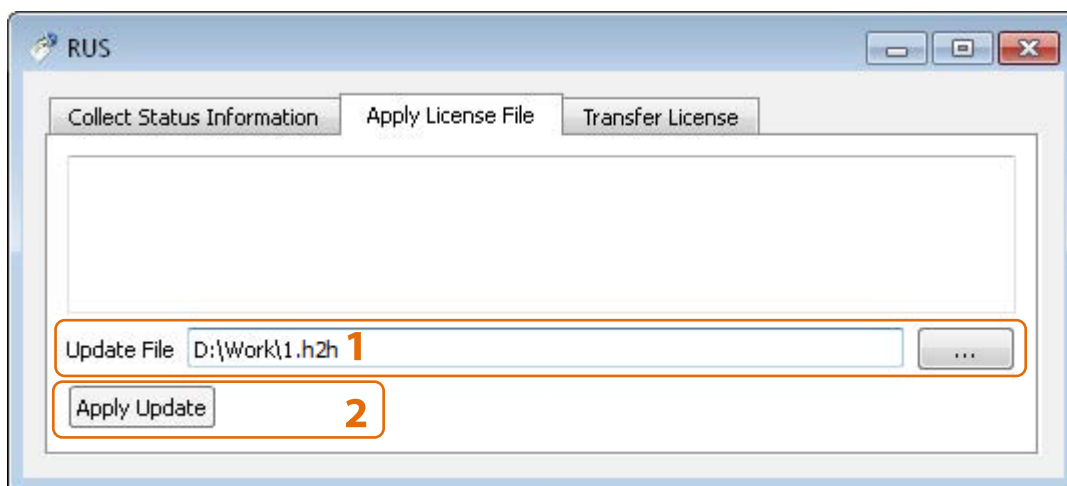 RUS
Collect Status Information Apply License File Transfer License
Update File D:\Work\1.h2h 1 ...
Apply Update 2